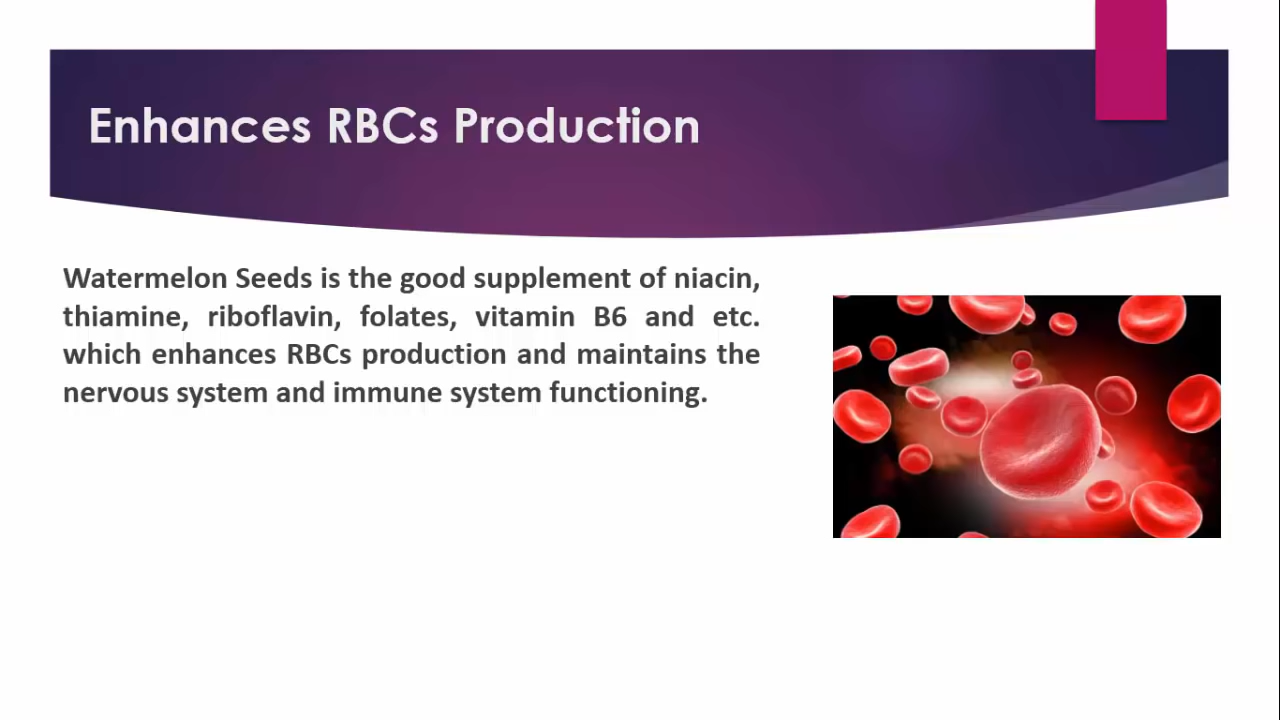 Enhances RBCs Production
Watermelon Seeds is the good supplement of niacin,
thiamine, riboflavin, folates, vitamin B6 and etc.
which enhances RBCs production and maintains the
nervous system and immune system functioning.